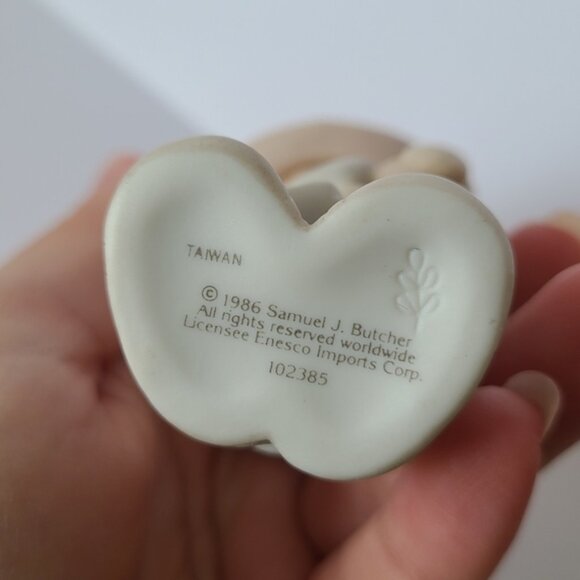 TAIWAN
© 1986 Samuel J. Butcher
All rights reserved worldwide
Licensee Enesco Imports Corp.
102385